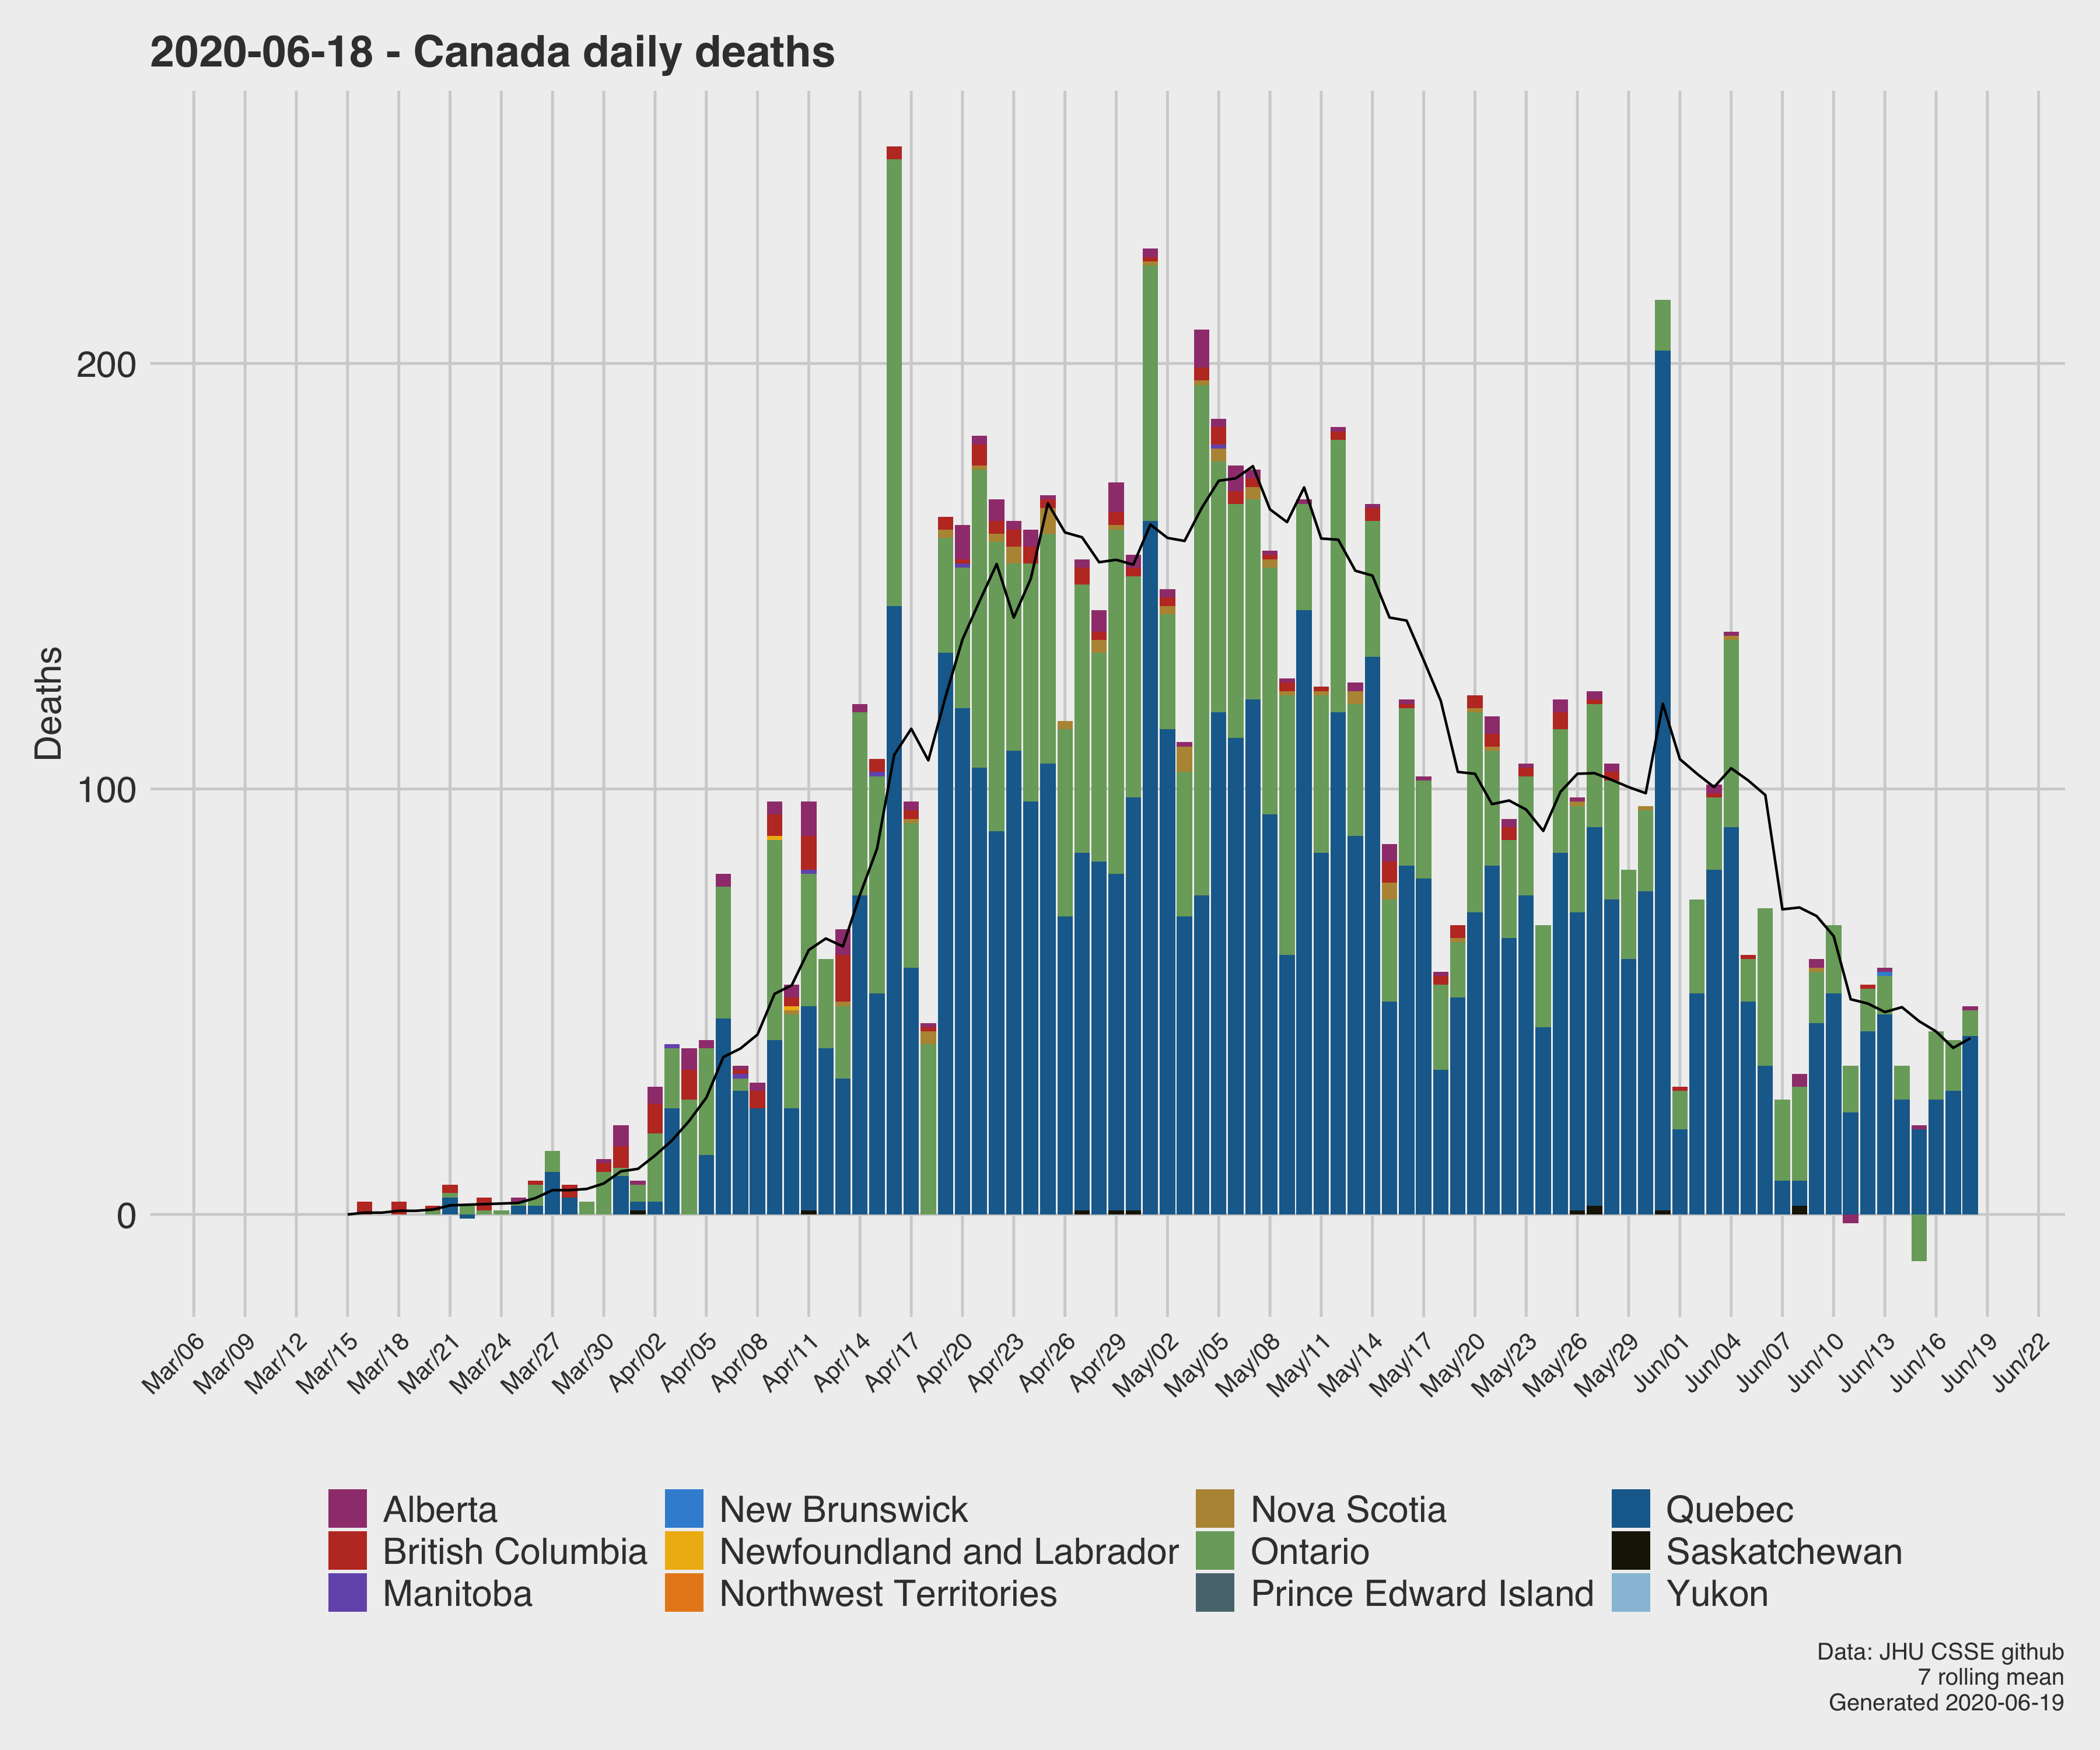 2020-06-18 - Canada daily deaths
Deaths
200
100
0
Mar/06
Mar/09
Mar/12
Mar/15
Mar/18
Mar/21
Mar/24
Mar/27
Mar/30
Apr/02
Apr/05
Apr/08
Apr/11
Apr/14
Apr/17
Apr/20
Apr/23
Apr/26
Apr/29
May/02
May/05
May/08
May/11
May/14
May/17
May/20
May/23
May/26
May/29
Jun/01
Jun/04
Jun/07
Jun/10
Jun/13
Jun/16
Jun/19
Jun/22
Alberta
British Columbia
Manitoba
New Brunswick
Newfoundland and Labrador
Northwest Territories
Nova Scotia
Ontario
Prince Edward Island
Quebec
Saskatchewan
Yukon
Data: JHU CSSE github
7 rolling mean
Generated 2020-06-19